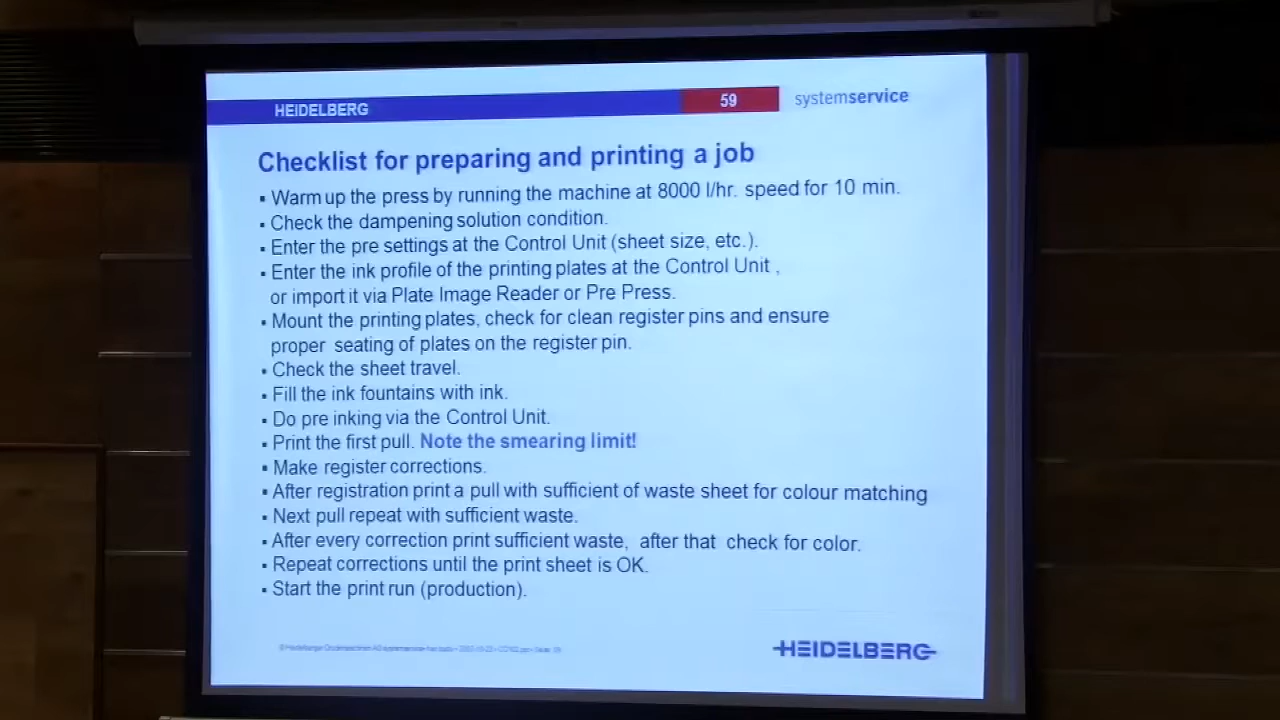 HEIDELBERG
59
systemservice
Checklist for preparing and printing a job
▪ Warm up the press by running the machine at 8000 I/hr. speed for 10 min.
▪ Check the dampening solution condition.
▪ Enter the pre settings at the Control Unit (sheet size, etc.).
▪ Enter the ink profile of the printing plates at the Control Unit ,
or import it via Plate Image Reader or Pre Press.
▪ Mount the printing plates, check for clean register pins and ensure
proper seating of plates on the register pin.
▪ Check the sheet travel.
▪ Fill the ink fountains with ink.
▪ Do pre inking via the Control Unit.
▪ Print the first pull. Note the smearing limit!
▪ Make register corrections.
▪ After registration print a pull with sufficient of waste sheet for colour matching
▪ Next pull repeat with sufficient waste.
▪ After every correction print sufficient waste, after that check for color.
▪ Repeat corrections until the print sheet is OK.
▪ Start the print run (production).
HEIDELBERG